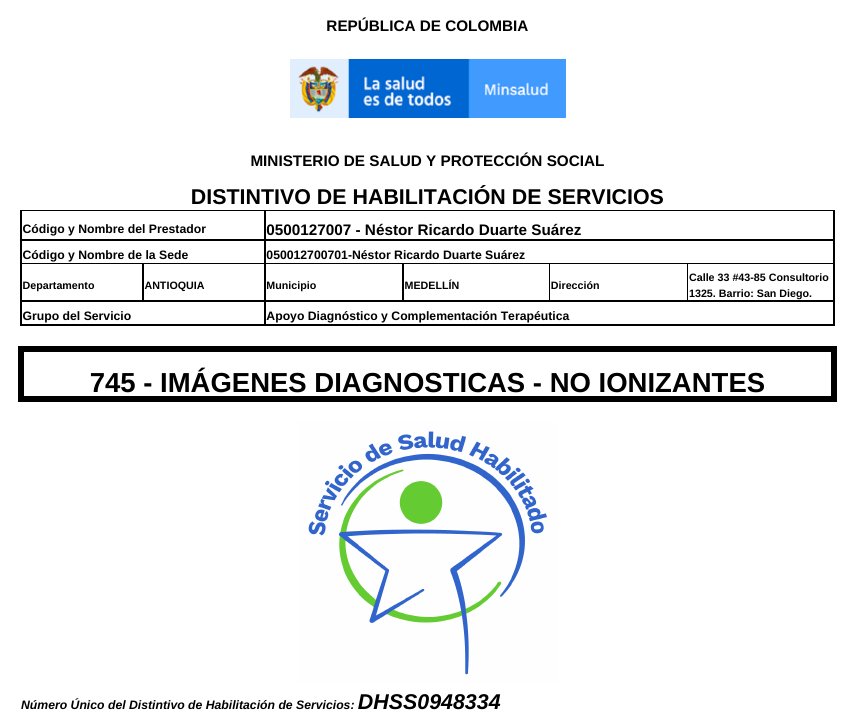 REPÚBLICA DE COLOMBIA
La salud
es de todos
Minsalud
MINISTERIO DE SALUD Y PROTECCIÓN SOCIAL
DISTINTIVO DE HABILITACIÓN DE SERVICIOS
Código y Nombre del Prestador 0500127007 - Néstor Ricardo Duarte Suárez
Código y Nombre de la Sede 050012700701-Néstor Ricardo Duarte Suárez
Departamento ANTIOQUIA Municipio MEDELLÍN Dirección Calle 33 #43-85 Consultorio
1325. Barrio: San Diego.
Grupo del Servicio Apoyo Diagnóstico y Complementación Terapéutica
745 - IMÁGENES DIAGNOSTICAS - NO IONIZANTES
Servicio de Salud Habilitado
Número Único del Distintivo de Habilitación de Servicios: DHSS0948334